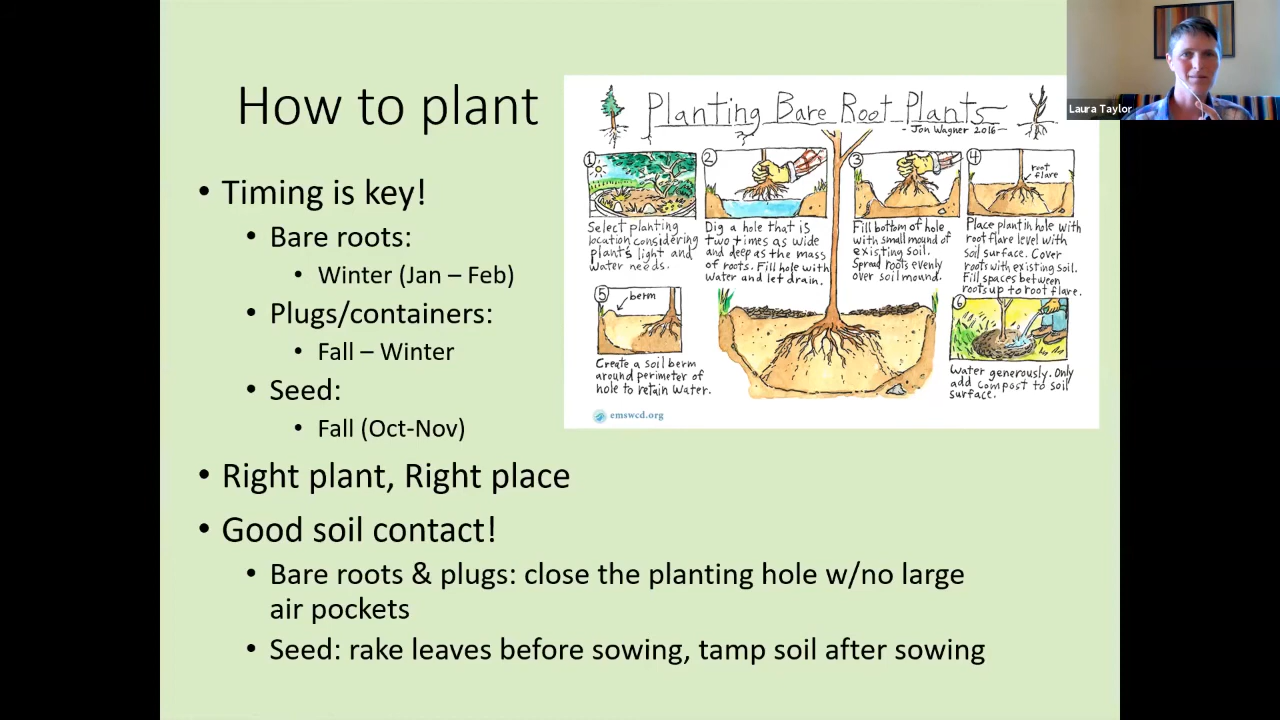 How to plant
• Timing is key!
• Bare roots:
• Winter (Jan – Feb)
• Plugs/containers:
• Fall – Winter
• Seed:
• Fall (Oct-Nov)
• Right plant, Right place
• Good soil contact!
• Bare roots & plugs: close the planting hole w/no large
air pockets
• Seed: rake leaves before sowing, tamp soil after sowing
Planting Bare Root Plants
- Jon Wagner 2016 -
1
Select planting
location considering
plant's light and
water needs.
2
Dig a hole that is
two times as wide
and deep as the mass
of roots. Fill hole with
water and let drain.
3
Fill bottom of hole
with small mound of
existing soil.
Spread roots evenly
over soil mound.
4
root
flare
Place plant in hole with
root flare level with
soil surface. Cover
roots with existing soil.
Fill spaces between
roots up to root flare.
5
berm
Create a soil berm
around perimeter of
hole to retain water.
6
Water generously. Only
add compost to soil
surface.
emswcd.org
Laura Taylor